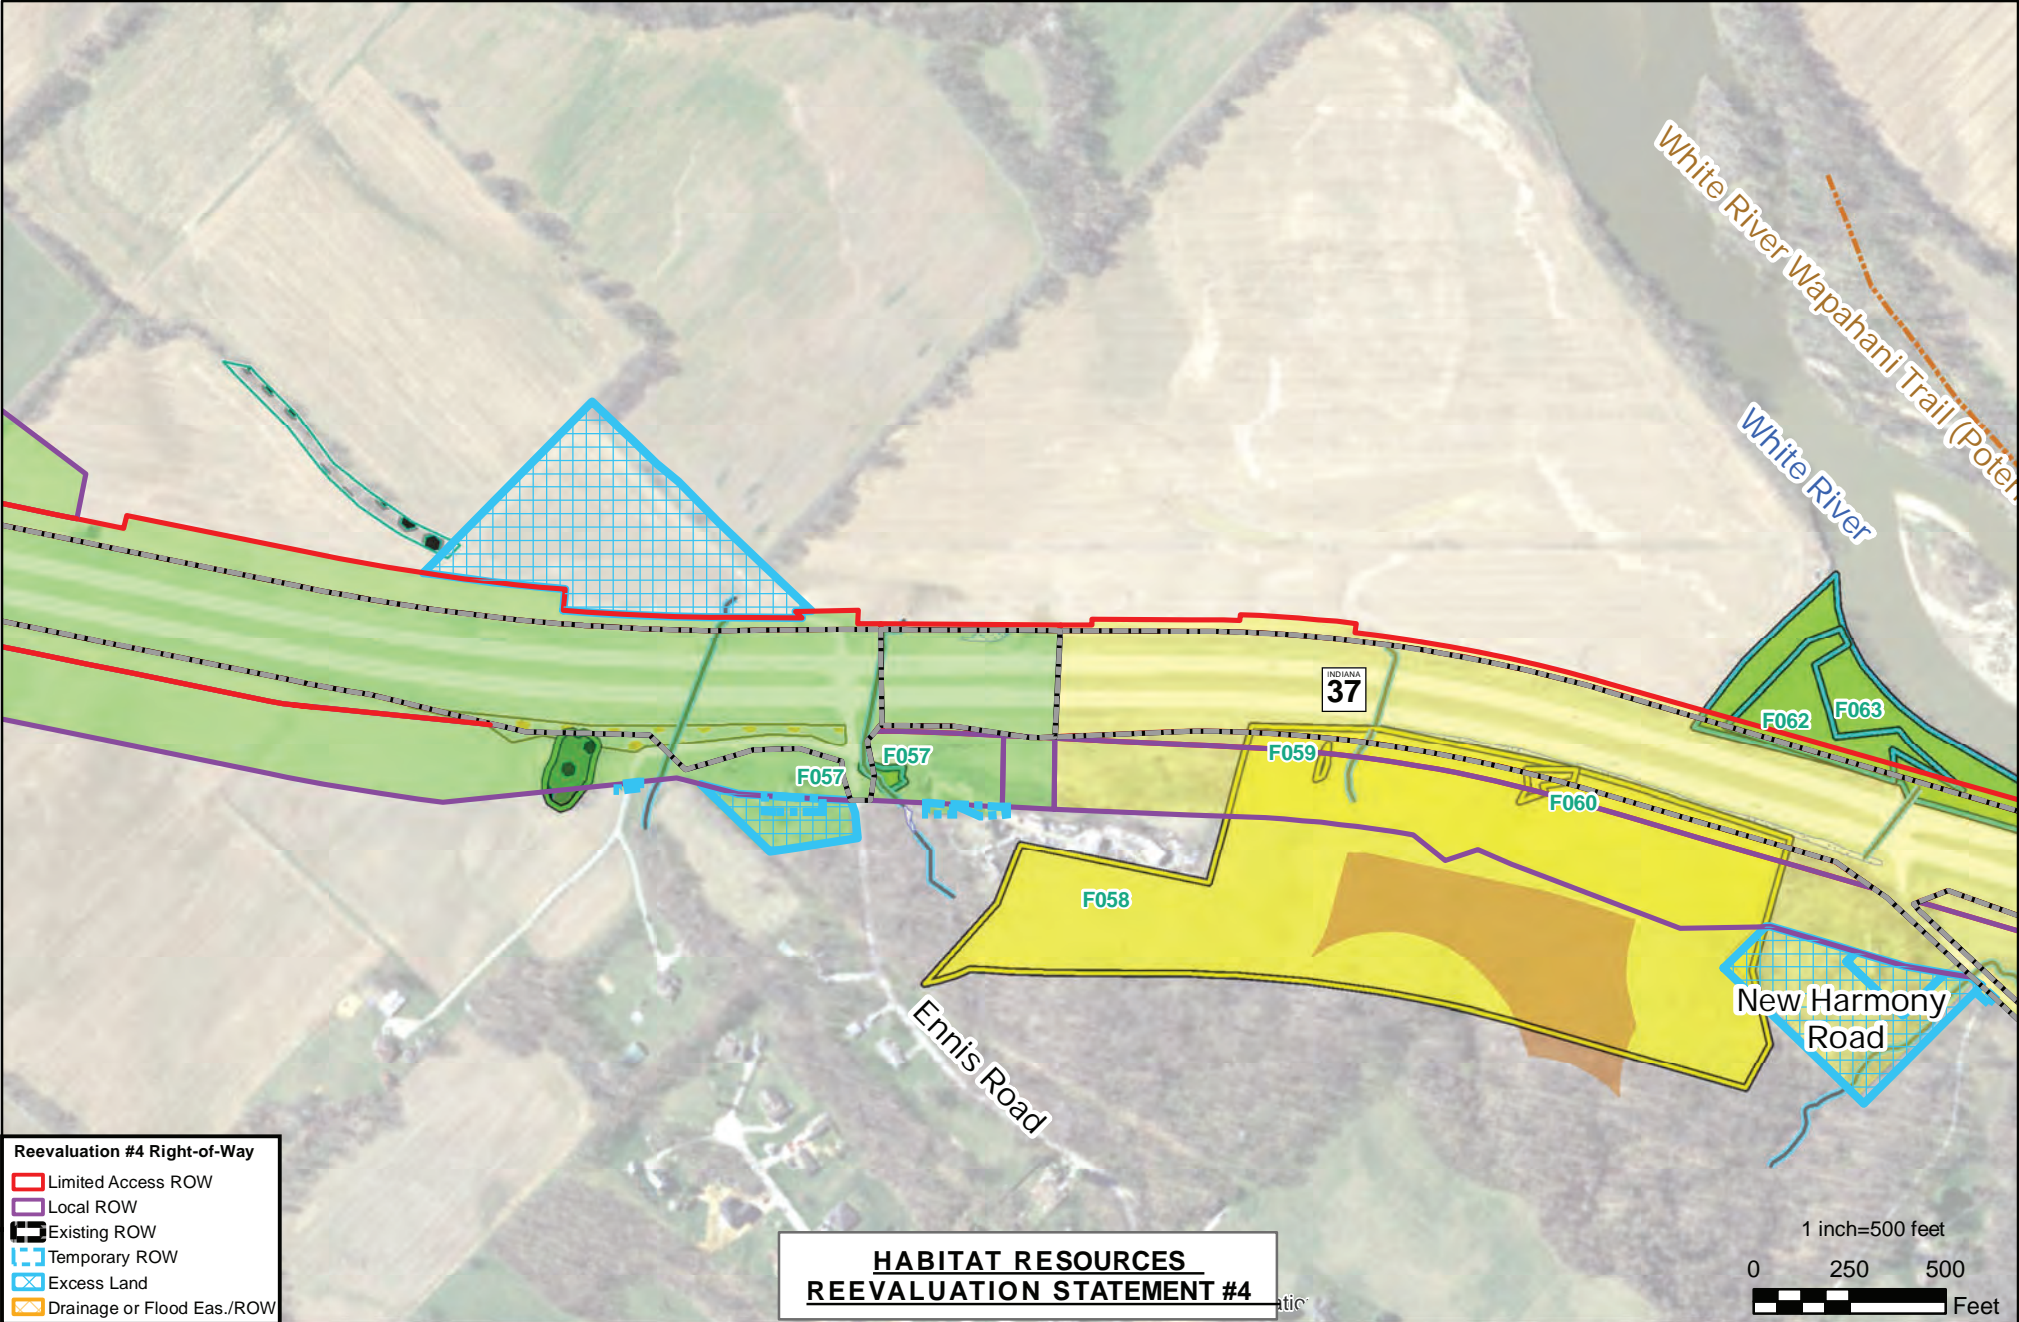 White River Wapahani Trail (Poten
White River
INDIANA
37
F062
F063
F057
F057
F059
F060
F058
New Harmony
Road
Ennis Road
Reevaluation #4 Right-of-Way
Limited Access ROW
Local ROW
Existing ROW
Temporary ROW
Excess Land
Drainage or Flood Eas./ROW
HABITAT RESOURCES
REEVALUATION STATEMENT #4
1 inch=500 feet
0 250 500
Feet